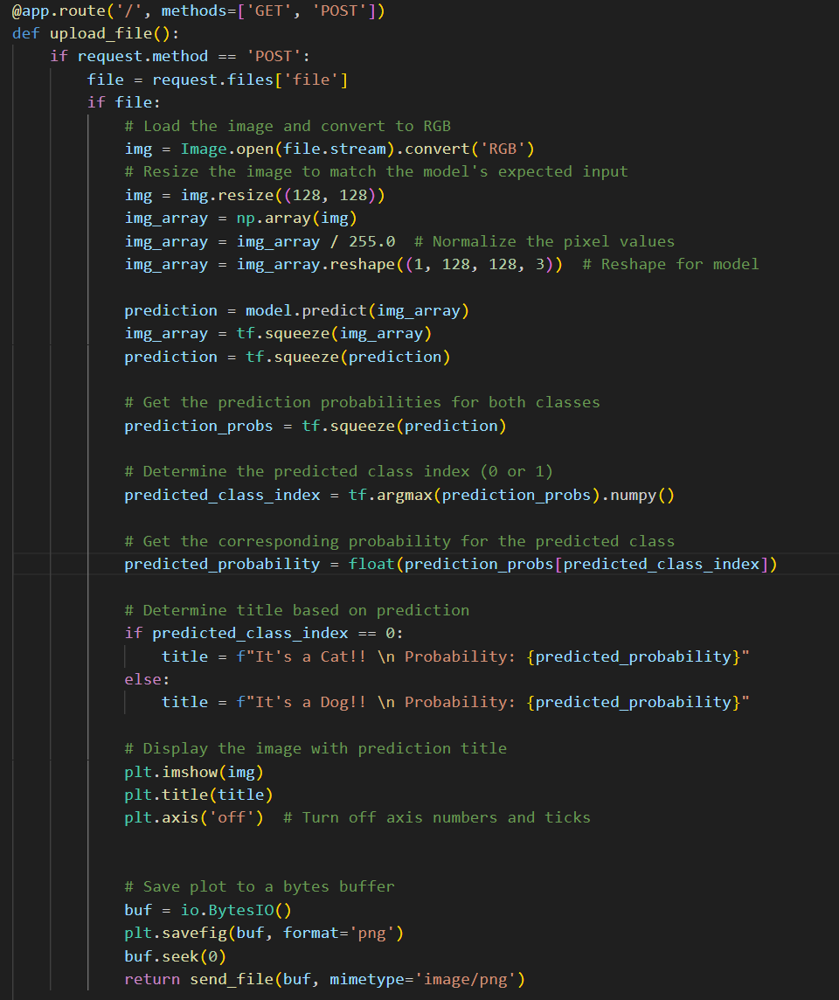 @app.route('/', methods=['GET', 'POST'])
def upload_file():
    if request.method == 'POST':
        file = request.files['file']
        if file:
            # Load the image and convert to RGB
            img = Image.open(file.stream).convert('RGB')
            # Resize the image to match the model's expected input
            img = img.resize((128, 128))
            img_array = np.array(img)
            img_array = img_array / 255.0  # Normalize the pixel values
            img_array = img_array.reshape((1, 128, 128, 3))  # Reshape for model

            prediction = model.predict(img_array)
            img_array = tf.squeeze(img_array)
            prediction = tf.squeeze(prediction)

            # Get the prediction probabilities for both classes
            prediction_probs = tf.squeeze(prediction)

            # Determine the predicted class index (0 or 1)
            predicted_class_index = tf.argmax(prediction_probs).numpy()

            # Get the corresponding probability for the predicted class
            predicted_probability = float(prediction_probs[predicted_class_index])

            # Determine title based on prediction
            if predicted_class_index == 0:
                title = f"It's a Cat!! \n Probability: {predicted_probability}"
            else:
                title = f"It's a Dog!! \n Probability: {predicted_probability}"

            # Display the image with prediction title
            plt.imshow(img)
            plt.title(title)
            plt.axis('off')  # Turn off axis numbers and ticks


            # Save plot to a bytes buffer
            buf = io.BytesIO()
            plt.savefig(buf, format='png')
            buf.seek(0)
            return send_file(buf, mimetype='image/png')